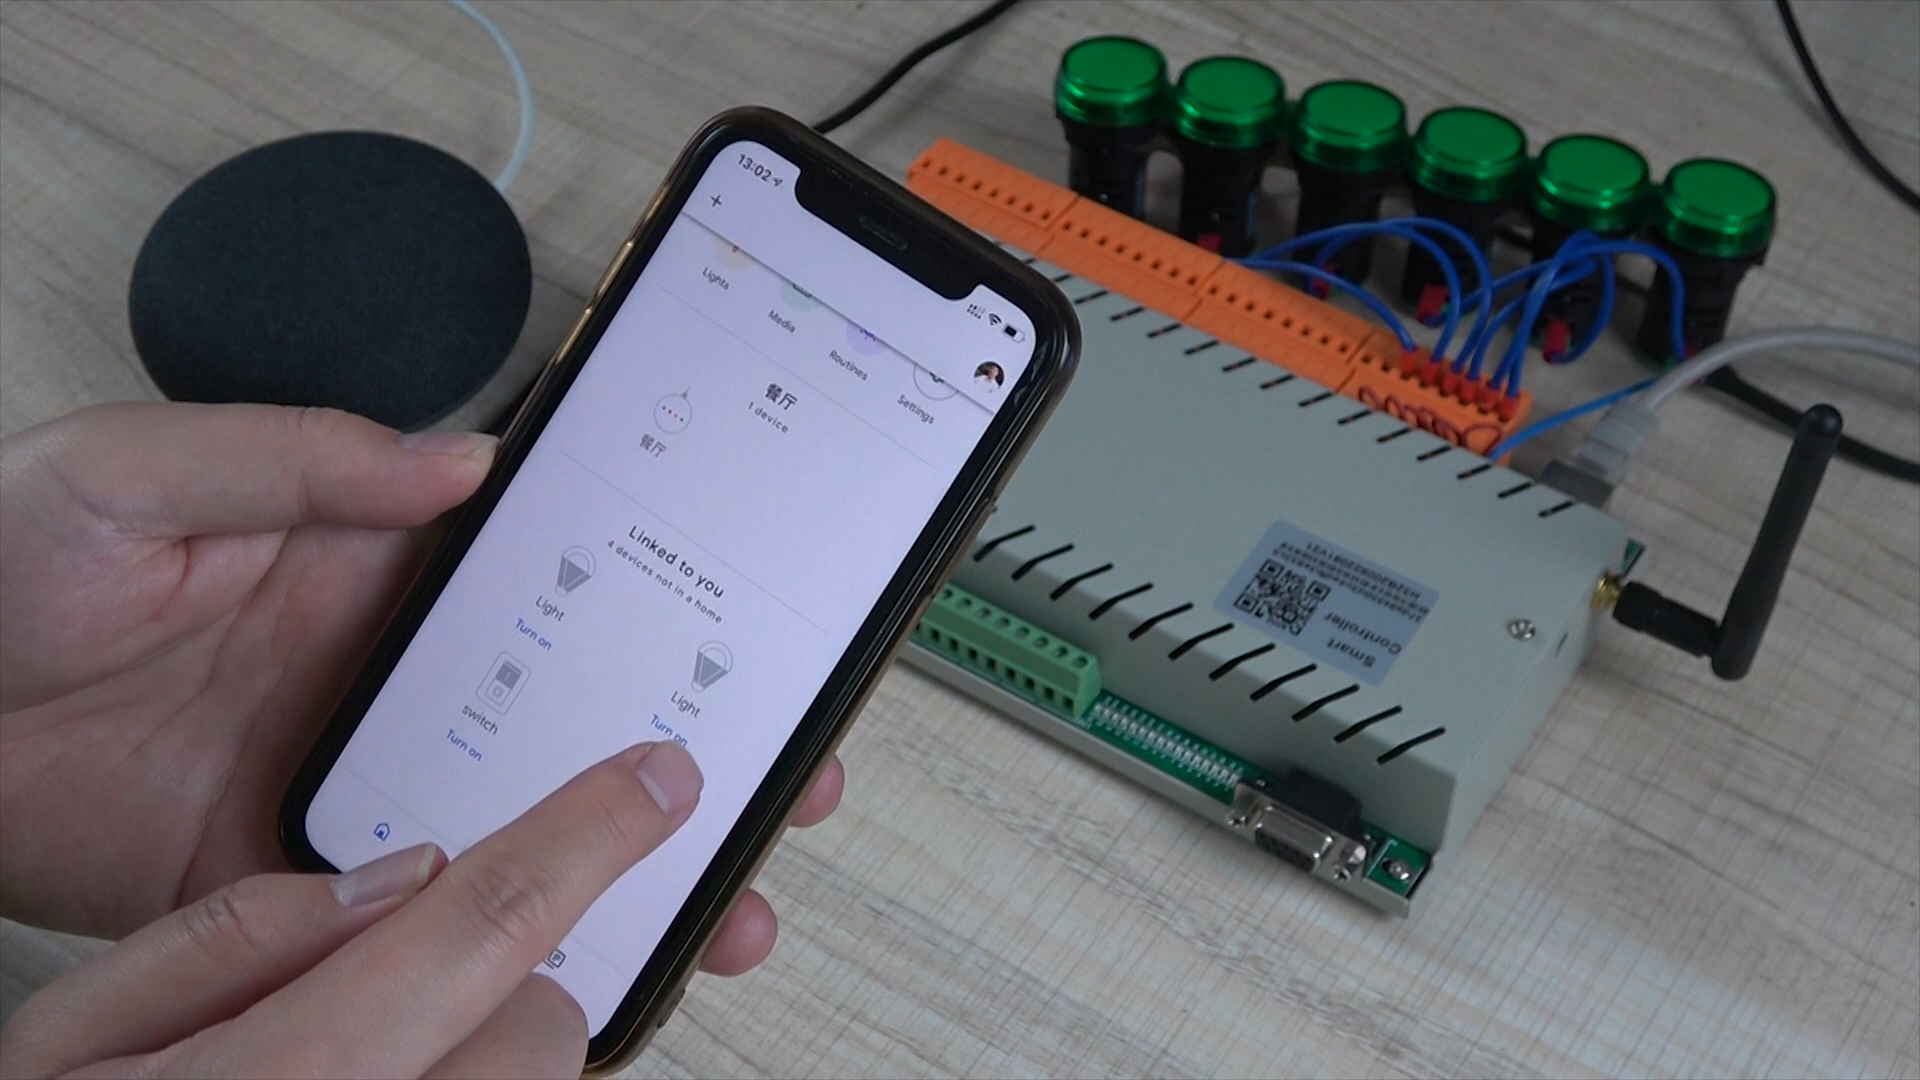 13:02
+
Lights
Media
Routines
Settings
餐厅
1 device
餐厅
Linked to you
4 devices not in a home
Light
Turn on
Light
Turn on
switch
Turn on
Smart
Controller